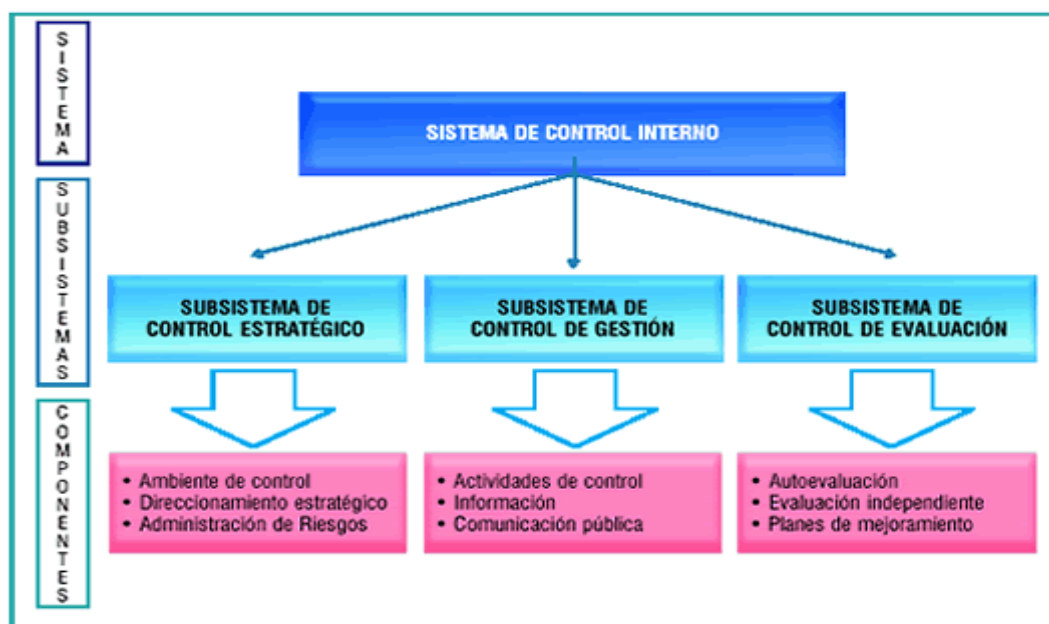 SISTEMA
SISTEMA DE CONTROL INTERNO
SUBSISTEMAS
SUBSISTEMA DE
CONTROL ESTRATÉGICO
SUBSISTEMA DE
CONTROL DE GESTIÓN
SUBSISTEMA DE
CONTROL DE EVALUACIÓN
COMPONENTES
• Ambiente de control
• Direccionamiento estratégico
• Administración de Riesgos
• Actividades de control
• Información
• Comunicación pública
• Autoevaluación
• Evaluación independiente
• Planes de mejoramiento